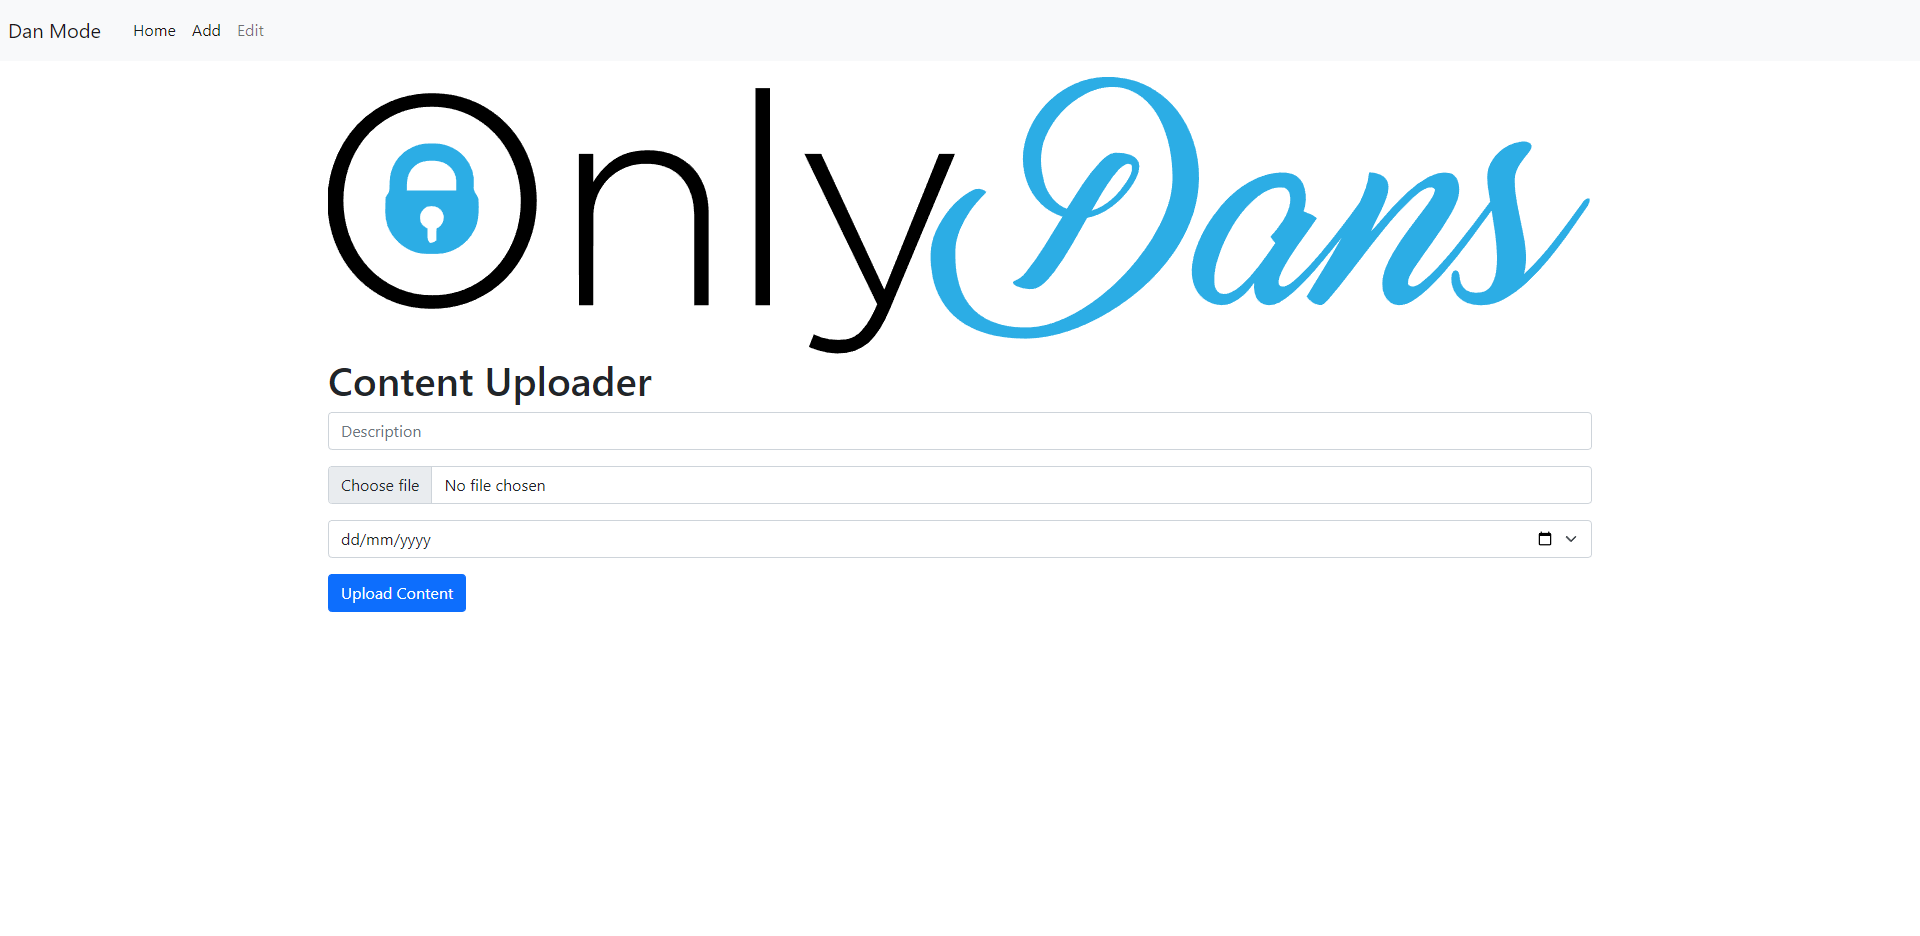 Dan Mode Home Add Edit
OnlyDans
Content Uploader
Description
Choose file No file chosen
dd/mm/yyyy
Upload Content